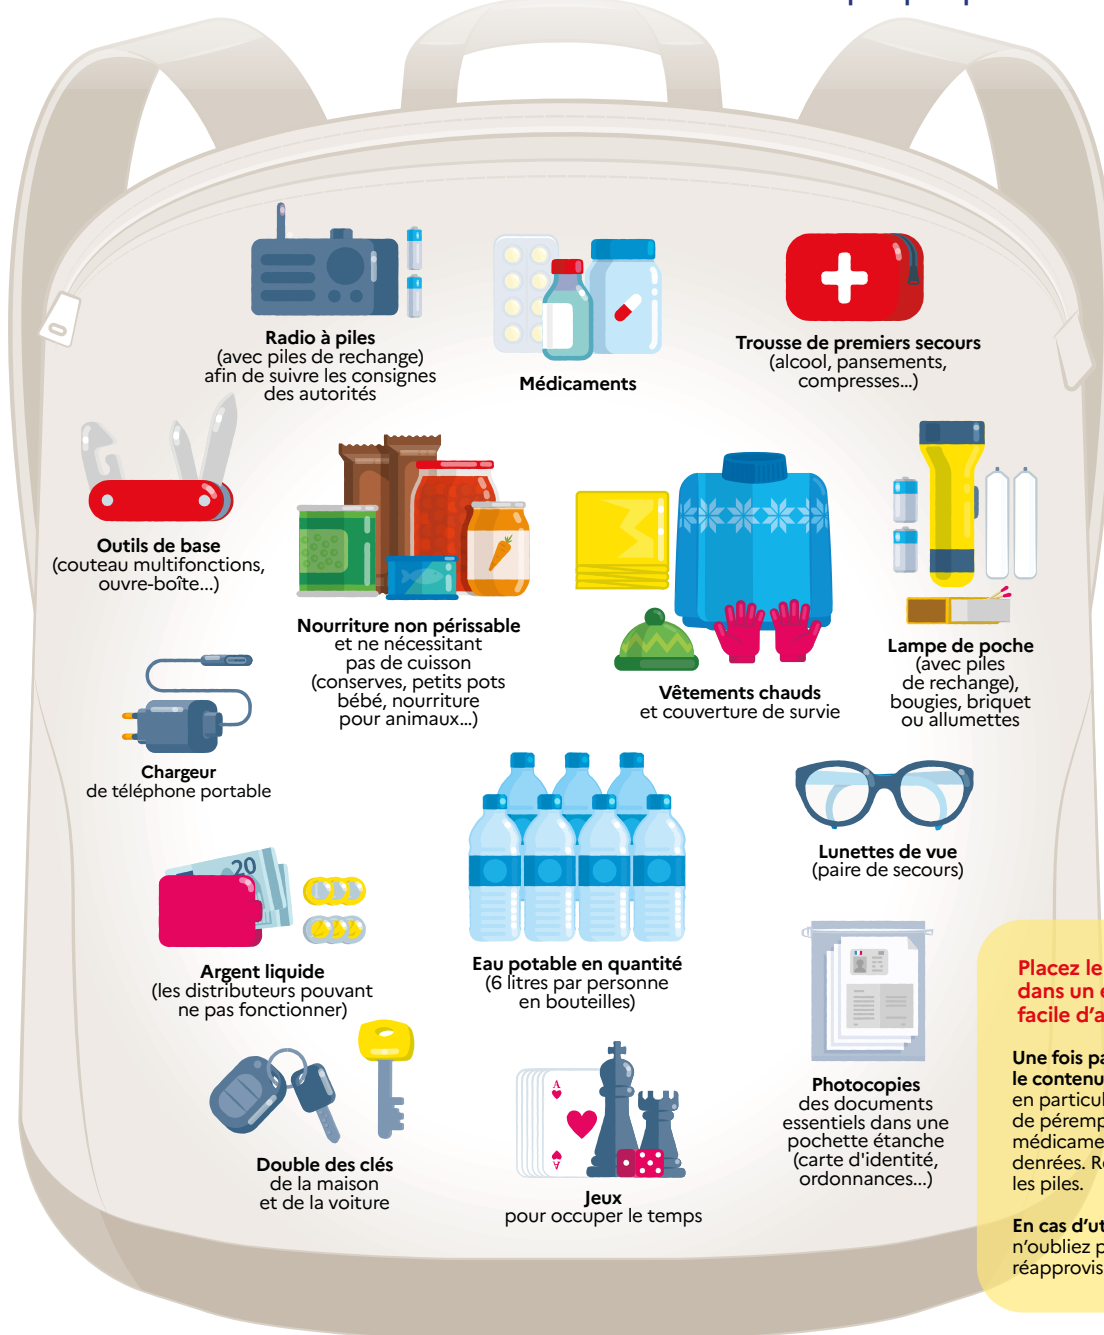 Radio à piles
(avec piles de rechange)
afin de suivre les consignes
des autorités
Médicaments
Trousse de premiers secours
(alcool, pansements,
compresses...)
Outils de base
(couteau multifonctions,
ouvre-boîte...)
Nourriture non périssable
et ne nécessitant
pas de cuisson
(conserves, petits pots
bébé, nourriture
pour animaux...)
Vêtements chauds
et couverture de survie
Lampe de poche
(avec piles
de rechange),
bougies, briquet
ou allumettes
Chargeur
de téléphone portable
Lunettes de vue
(paire de secours)
20
Argent liquide
(les distributeurs pouvant
ne pas fonctionner)
Eau potable en quantité
(6 litres par personne
en bouteilles)
Photocopies
des documents
essentiels dans une
pochette étanche
(carte d'identité,
ordonnances...)
Double des clés
de la maison
et de la voiture
A
A
Jeux
pour occuper le temps
Placez le
dans un
facile d'a
Une fois pa
le contenu
en particul
de péremp
médicame
denrées. R
les piles.
En cas d'ut
n'oubliez p
réapprovis